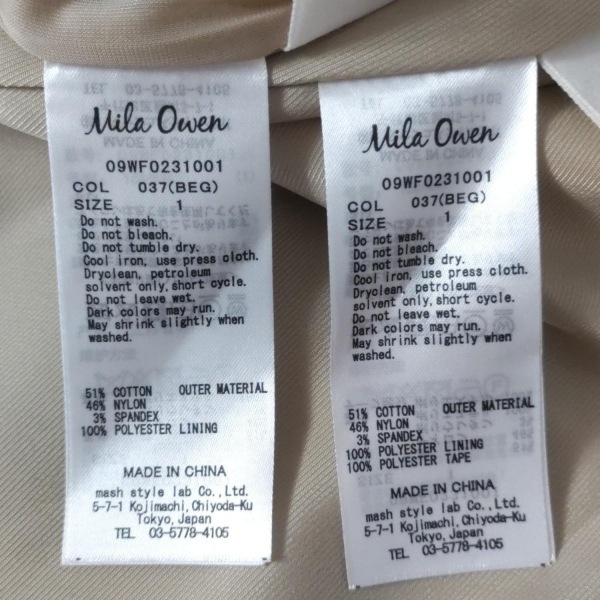 Mila Owen
09WF0231001
COL 037(BEG)
SIZE 1
Do not wash.
Do not bleach.
Do not tumble dry.
Cool iron, use press cloth.
Dryclean, petroleum
solvent only, short cycle.
Do not leave wet.
Dark colors may run.
May shrink slightly when
washed.
51% COTTON OUTER MATERIAL
46% NYLON
3% SPANDEX
100% POLYESTER LINING
MADE IN CHINA
mash style lab Co., Ltd.
5-7-1 Kojimachi, Chiyoda-Ku
Tokyo, Japan
TEL 03-5778-4105
Mila Owen
09WF0231001
COL 037(BEG)
SIZE 1
Do not wash.
Do not bleach.
Do not tumble dry.
Cool iron, use press cloth.
Dryclean, petroleum
solvent only, short cycle.
Do not leave wet.
Dark colors may run.
May shrink slightly when
washed.
51% COTTON OUTER MATERIAL
46% NYLON
3% SPANDEX
100% POLYESTER LINING
100% POLYESTER TAPE
MADE IN CHINA
mash style lab Co., Ltd.
5-7-1 Kojimachi, Chiyoda-Ku
Tokyo, Japan
TEL 03-5778-4105